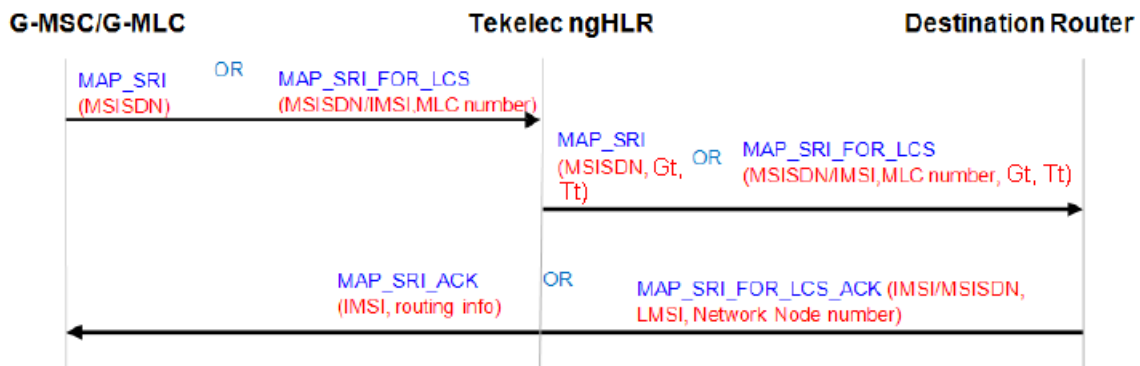 G-MSC/G-MLC Tekelec ngHLR Destination Router
MAP_SRI OR MAP_SRI_FOR_LCS
(MSISDN) (MSISDN/IMSI,MLC number)
MAP_SRI OR MAP_SRI_FOR_LCS
(MSISDN, Gt, (MSISDN/IMSI,MLC number, Gt, Tt)
Tt)
MAP_SRI_ACK OR MAP_SRI_FOR_LCS_ACK (IMSI/MSISDN,
(IMSI, routing info) LMSI, Network Node number)